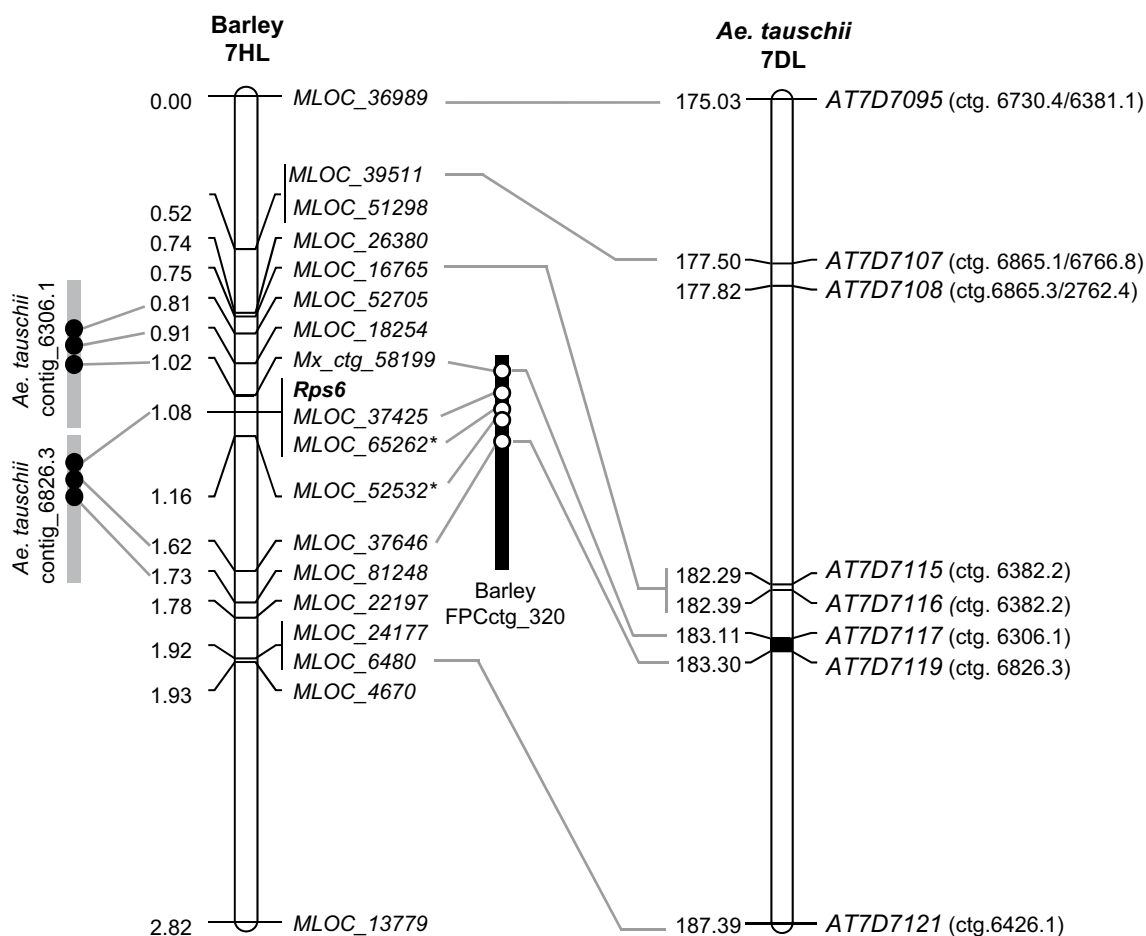 Barley
7HL
Ae. tauschii
7DL
0.00
MLOC_36989
175.03
AT7D7095 (ctg. 6730.4/6381.1)
MLOC_39511
0.52
MLOC_51298
0.74
MLOC_26380
177.50
AT7D7107 (ctg. 6865.1/6766.8)
0.75
MLOC_16765
177.82
AT7D7108 (ctg.6865.3/2762.4)
0.81
MLOC_52705
0.91
MLOC_18254
1.02
Mx_ctg_58199
Ae. tauschii
contig_6306.1
Rps6
1.08
MLOC_37425
MLOC_65262*
1.16
MLOC_52532*
Ae. tauschii
contig_6826.3
1.62
MLOC_37646
1.73
MLOC_81248
1.78
MLOC_22197
Barley
FPCctg_320
182.29
AT7D7115 (ctg. 6382.2)
182.39
AT7D7116 (ctg. 6382.2)
MLOC_24177
183.11
AT7D7117 (ctg. 6306.1)
1.92
MLOC_6480
183.30
AT7D7119 (ctg. 6826.3)
1.93
MLOC_4670
2.82
MLOC_13779
187.39
AT7D7121 (ctg.6426.1)